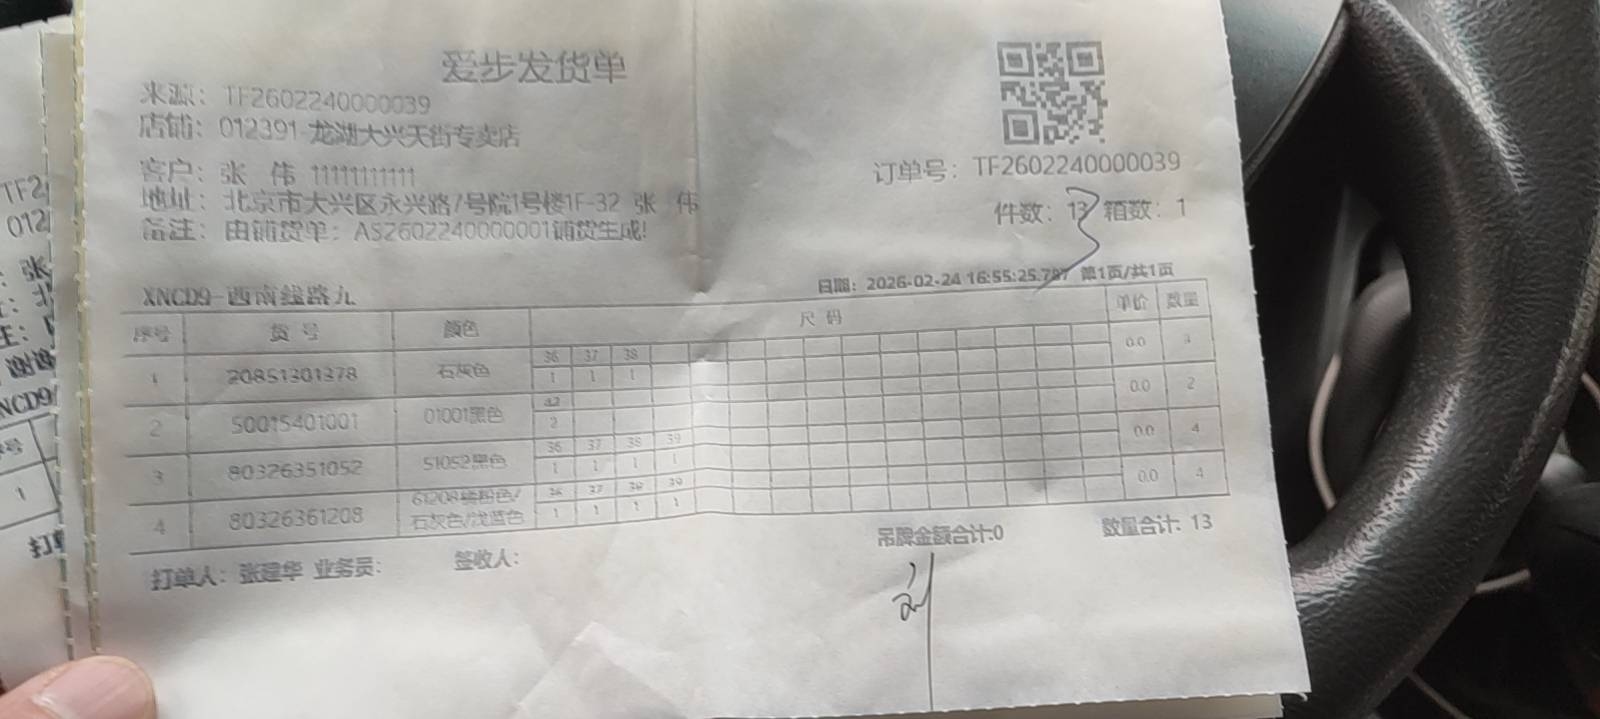 爱步发货单
来源：TF2602240000039
店铺：012391-龙湖大兴天街专卖店
客户：张 伟 11111111111
订单号：TF2602240000039
地址：北京市大兴区永兴路7号院1号楼1F-32 张 伟
件数：13 箱数：1
备注：由铺货单：AS2602240000001铺货生成!
XNCD9-西南线路九
日期：2026-02-24 16:55:25.787 第1页/共1页
序号 货号 颜色 尺码 单价 数量
36 37 38
1 20851301378 石灰色 1 1 1 0.0 3
42
2 50015401001 01001黑色 2 0.0 2
36 37 38 39
3 80326351052 51052黑色 1 1 1 1 0.0 4
36 37 38 39
4 80326361208 石灰色/浅蓝色 1 1 1 1 0.0 4
吊牌金额合计:0 数量合计: 13
打单人：张建华 业务员： 签收人：
刘
TF2
012
张
NCD9
号
1
打